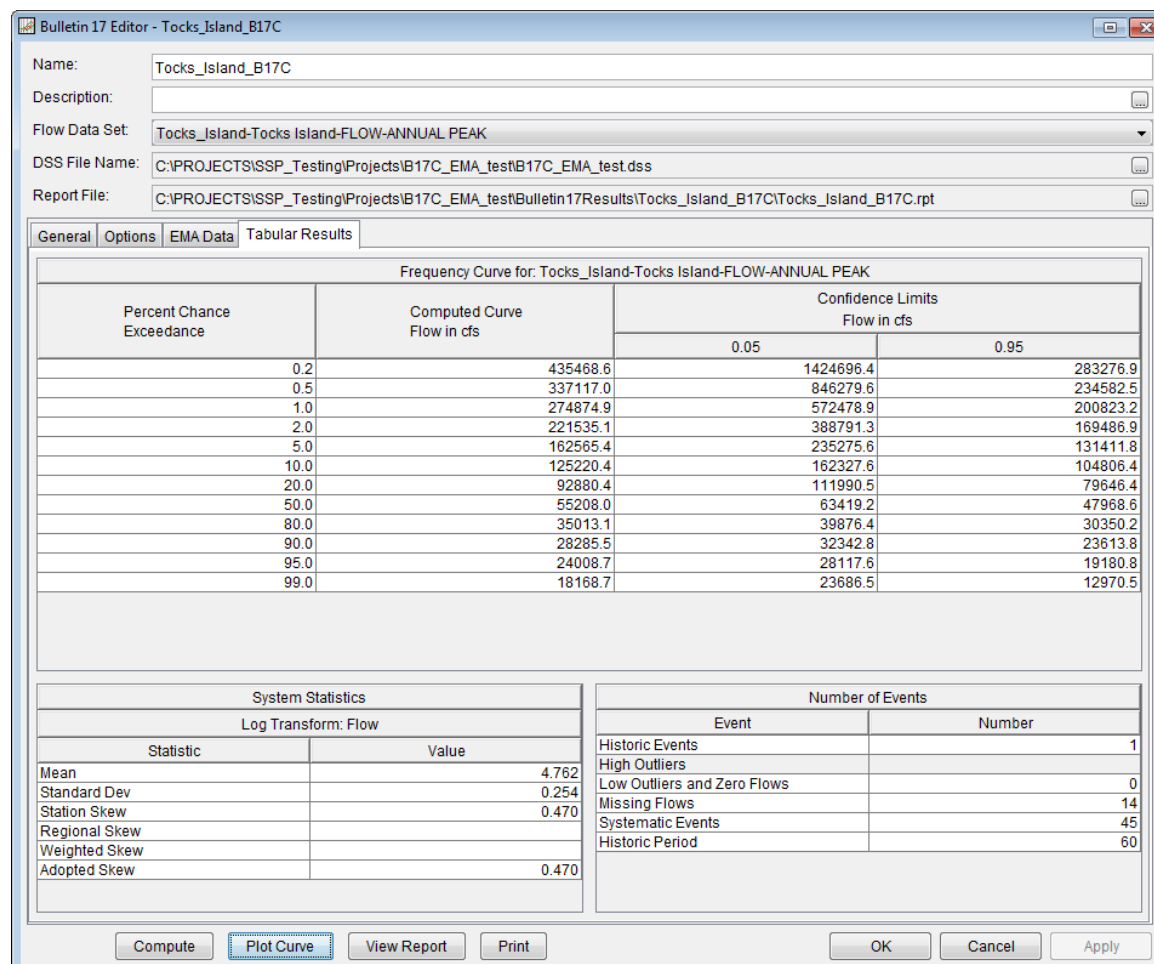 Bulletin 17 Editor - Tocks_Island_B17C
Name: Tocks_Island_B17C
Description: ...
Flow Data Set: Tocks_Island-Tocks Island-FLOW-ANNUAL PEAK
DSS File Name: C:\PROJECTS\SSP_Testing\Projects\B17C_EMA_test\B17C_EMA_test.dss ...
Report File: C:\PROJECTS\SSP_Testing\Projects\B17C_EMA_test\Bulletin17Results\Tocks_Island_B17C\Tocks_Island_B17C.rpt ...
General Options EMA Data Tabular Results
Frequency Curve for: Tocks_Island-Tocks Island-FLOW-ANNUAL PEAK
Percent Chance
Exceedance
Computed Curve
Flow in cfs
Confidence Limits
Flow in cfs
0.05 0.95
0.2 435468.6 1424696.4 283276.9
0.5 337117.0 846279.6 234582.5
1.0 274874.9 572478.9 200823.2
2.0 221535.1 388791.3 169486.9
5.0 162565.4 235275.6 131411.8
10.0 125220.4 162327.6 104806.4
20.0 92880.4 111990.5 79646.4
50.0 55208.0 63419.2 47968.6
80.0 35013.1 39876.4 30350.2
90.0 28285.5 32342.8 23613.8
95.0 24008.7 28117.6 19180.8
99.0 18168.7 23686.5 12970.5
System Statistics
Log Transform: Flow
Statistic Value
Mean 4.762
Standard Dev 0.254
Station Skew 0.470
Regional Skew
Weighted Skew
Adopted Skew 0.470
Number of Events
Event Number
Historic Events 1
High Outliers
Low Outliers and Zero Flows 0
Missing Flows 14
Systematic Events 45
Historic Period 60
Compute Plot Curve View Report Print OK Cancel Apply